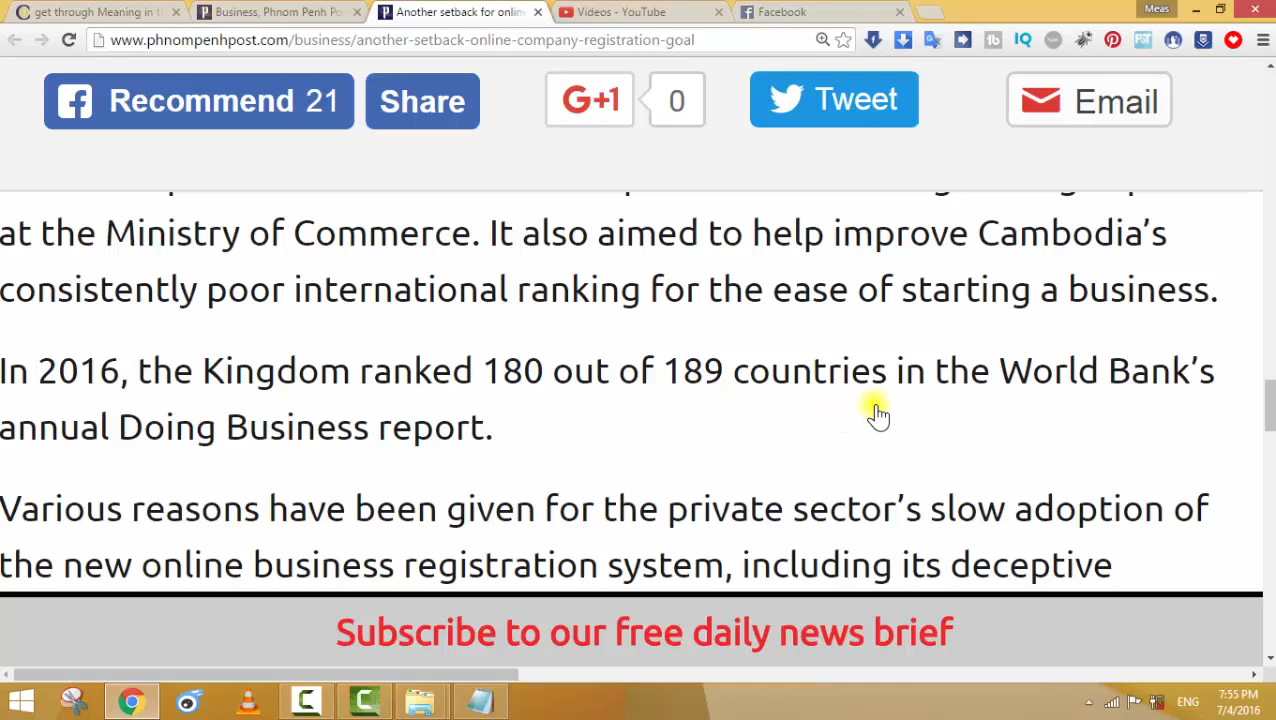 get through Meaning in t
Business, Phnom Penh Po
Another setback for onlin
Videos - YouTube
Facebook
Meas
www.phnompenhpost.com/business/another-setback-online-company-registration-goal
Recommend 21
Share
G+1
0
Tweet
Email
at the Ministry of Commerce. It also aimed to help improve Cambodia’s
consistently poor international ranking for the ease of starting a business.
In 2016, the Kingdom ranked 180 out of 189 countries in the World Bank’s
annual Doing Business report.
Various reasons have been given for the private sector’s slow adoption of
the new online business registration system, including its deceptive
Subscribe to our free daily news brief
ENG
7:55 PM
7/4/2016